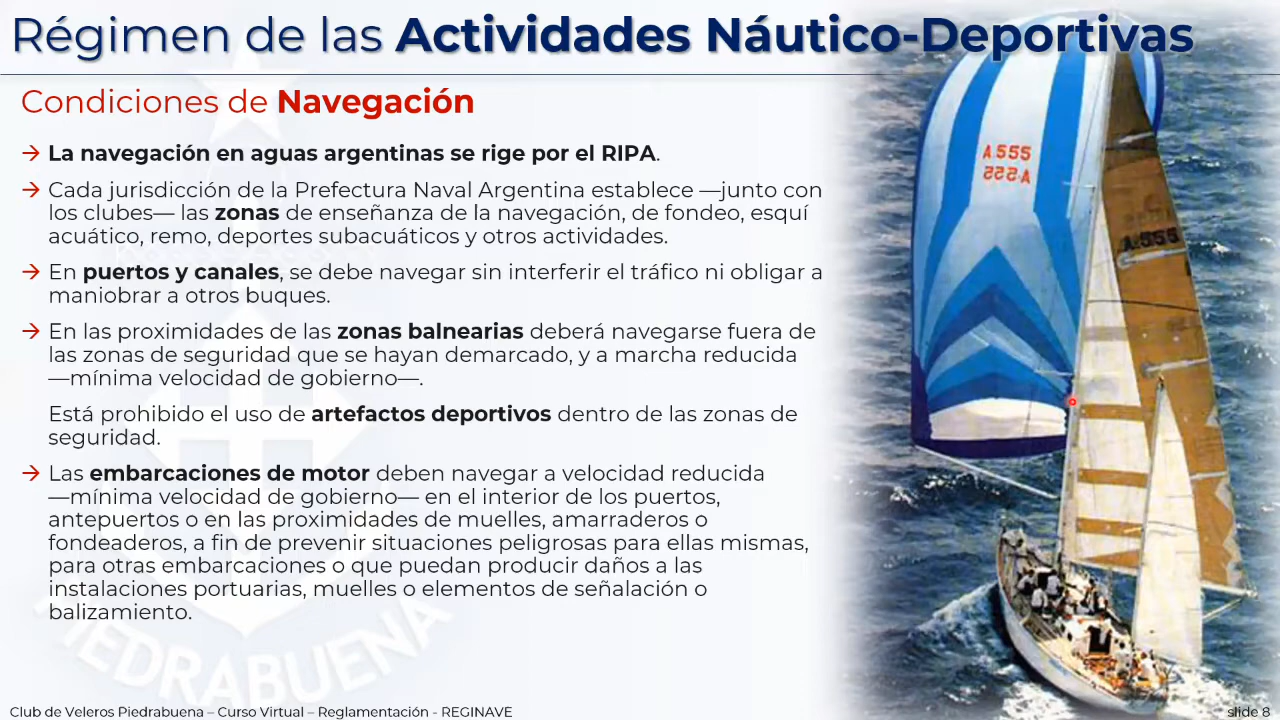 Régimen de las Actividades Náutico-Deportivas
Condiciones de Navegación
→ La navegación en aguas argentinas se rige por el RIPA.
→ Cada jurisdicción de la Prefectura Naval Argentina establece —junto con
los clubes— las zonas de enseñanza de la navegación, de fondeo, esquí
acuático, remo, deportes subacuáticos y otros actividades.
→ En puertos y canales, se debe navegar sin interferir el tráfico ni obligar a
maniobrar a otros buques.
→ En las proximidades de las zonas balnearias deberá navegarse fuera de
las zonas de seguridad que se hayan demarcado, y a marcha reducida
—mínima velocidad de gobierno—.
Está prohibido el uso de artefactos deportivos dentro de las zonas de
seguridad.
→ Las embarcaciones de motor deben navegar a velocidad reducida
—mínima velocidad de gobierno— en el interior de los puertos,
antepuertos o en las proximidades de muelles, amarraderos o
fondeaderos, a fin de prevenir situaciones peligrosas para ellas mismas,
para otras embarcaciones o que puedan producir daños a las
instalaciones portuarias, muelles o elementos de señalación o
balizamiento.
A 555
A 555
A 555
PIEDRABUENA
Club de Veleros Piedrabuena – Curso Virtual – Reglamentación - REGINAVE
slide 8